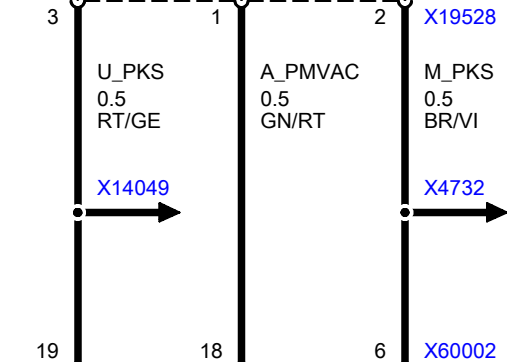 3 1 2 X19528
U_PKS A_PMVAC M_PKS
0.5 0.5 0.5
RT/GE GN/RT BR/VI
X14049 X4732
19 18 6 X60002